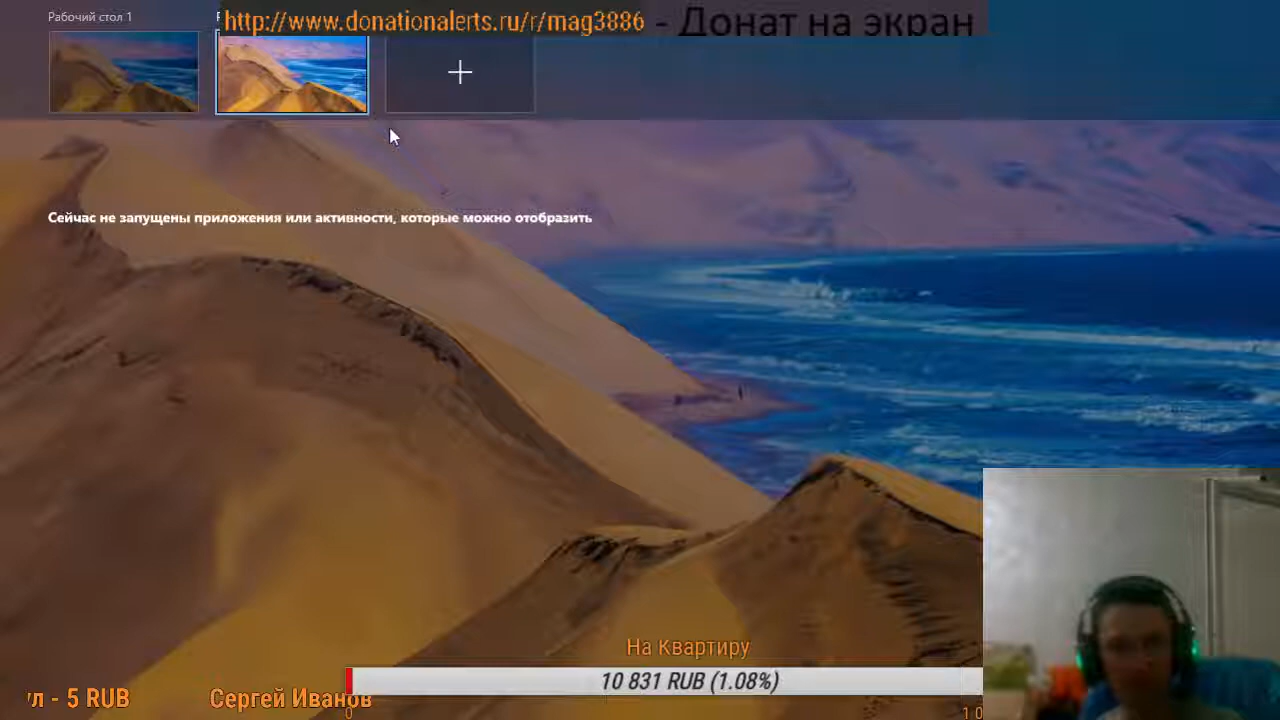 Рабочий стол 1
http://www.donationalerts.ru/r/mag3886 - Донат на экран
Сейчас не запущены приложения или активности, которые можно отобразить
На Квартиру
10 831 RUB (1.08%)
- 5 RUB Сергей Иванов
0